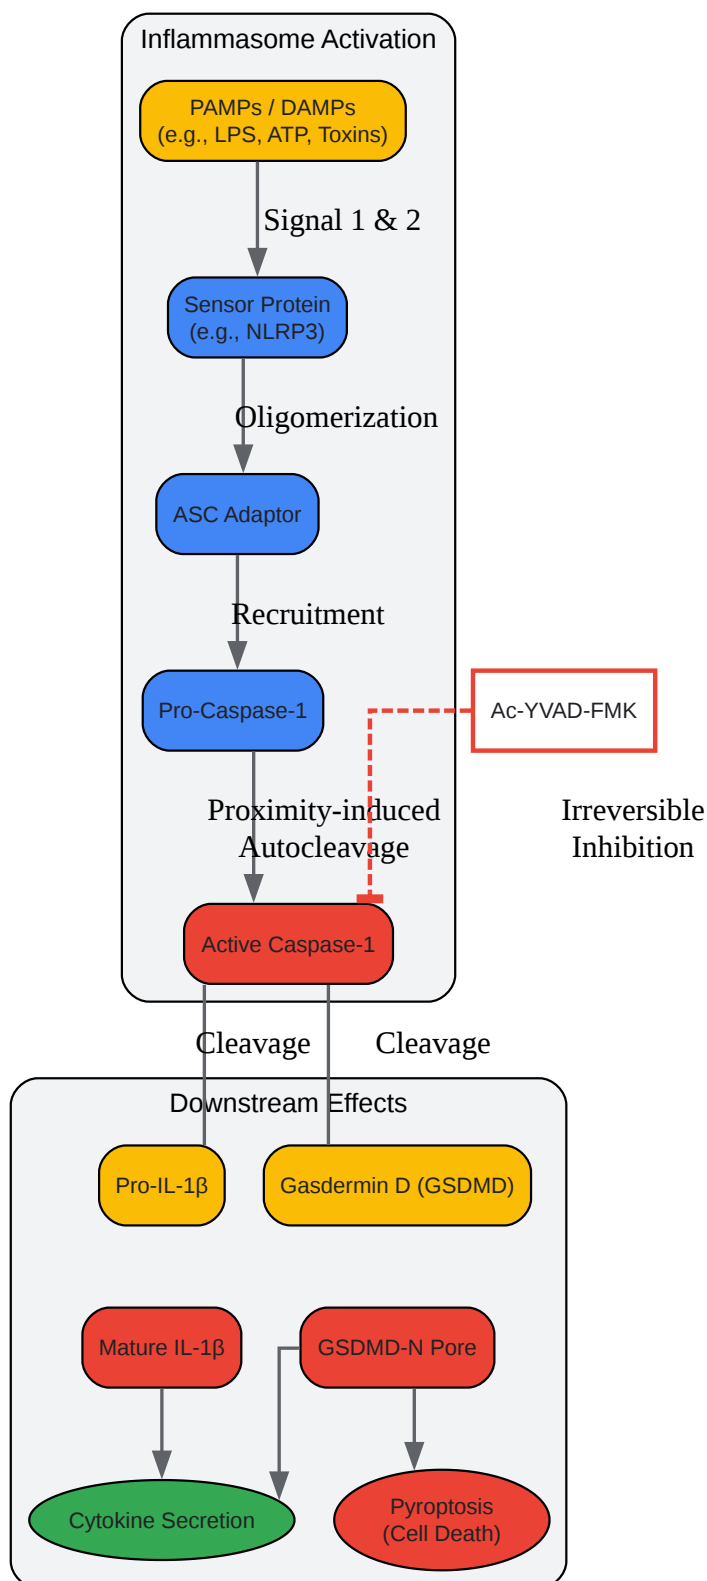 Inflammasome Activation
PAMPs / DAMPs
(e.g., LPS, ATP, Toxins)
Signal 1 & 2
Sensor Protein
(e.g., NLRP3)
Oligomerization
ASC Adaptor
Recruitment
Pro-Caspase-1
Ac-YVAD-FMK
Proximity-induced
Autocleavage
Irreversible
Inhibition
Active Caspase-1
Cleavage
Cleavage
Downstream Effects
Pro-IL-1β
Gasdermin D (GSDMD)
Mature IL-1β
GSDMD-N Pore
Cytokine Secretion
Pyroptosis
(Cell Death)